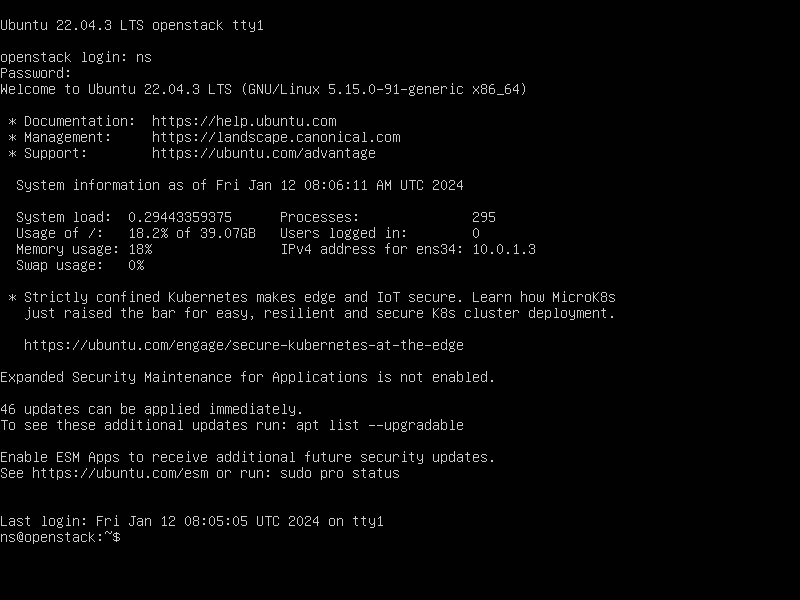 Ubuntu 22.04.3 LTS openstack tty1
openstack login: ns
Password:
Welcome to Ubuntu 22.04.3 LTS (GNU/Linux 5.15.0-91-generic x86_64)
* Documentation:  https://help.ubuntu.com
* Management:     https://landscape.canonical.com
* Support:        https://ubuntu.com/advantage
System information as of Fri Jan 12 08:06:11 AM UTC 2024
System load:  0.29443359375      Processes:              295
Usage of /:   18.2% of 39.07GB   Users logged in:        0
Memory usage: 18%                IPv4 address for ens34: 10.0.1.3
Swap usage:   0%
* Strictly confined Kubernetes makes edge and IoT secure. Learn how MicroK8s
just raised the bar for easy, resilient and secure K8s cluster deployment.
https://ubuntu.com/engage/secure-kubernetes-at-the-edge
Expanded Security Maintenance for Applications is not enabled.
46 updates can be applied immediately.
To see these additional updates run: apt list --upgradable
Enable ESM Apps to receive additional future security updates.
See https://ubuntu.com/esm or run: sudo pro status
Last login: Fri Jan 12 08:05:05 UTC 2024 on tty1
ns@openstack:~$